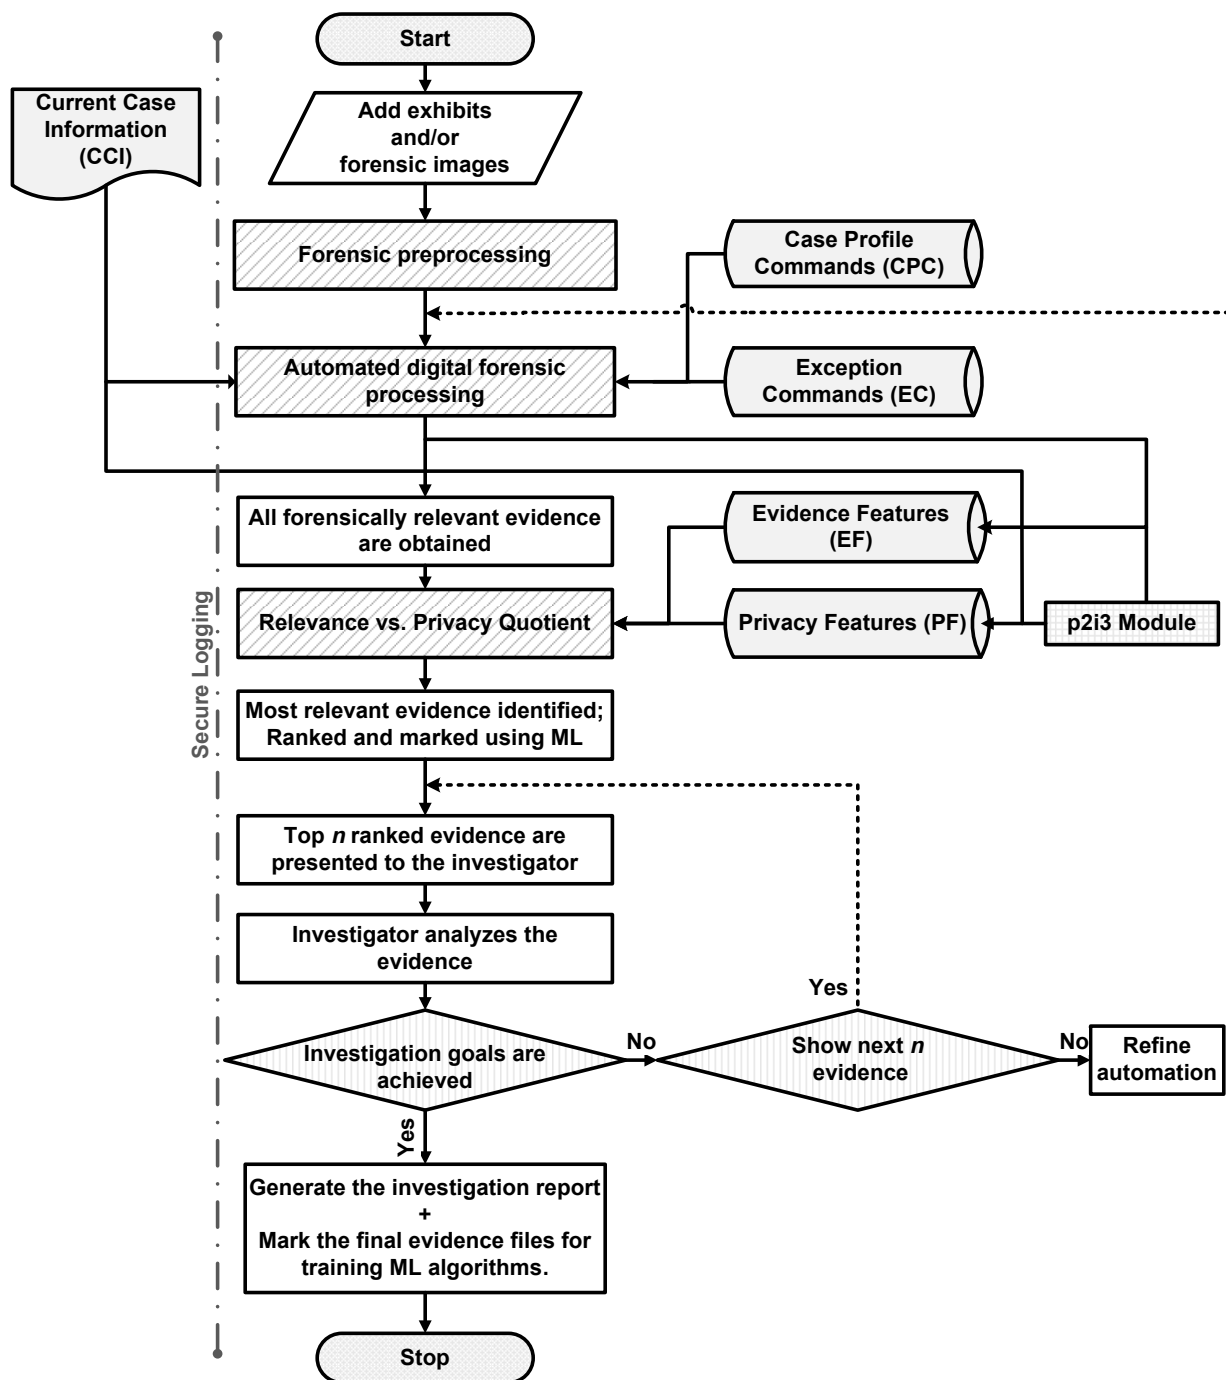 Start
Current Case
Information
(CCI)
Add exhibits
and/or
forensic images
Forensic preprocessing
Case Profile
Commands (CPC)
Automated digital forensic
processing
Exception
Commands (EC)
All forensically relevant evidence
are obtained
Evidence Features
(EF)
Relevance vs. Privacy Quotient
Privacy Features (PF)
p2i3 Module
Secure Logging
Most relevant evidence identified;
Ranked and marked using ML
Top n ranked evidence are
presented to the investigator
Investigator analyzes the
evidence
Yes
Investigation goals are
achieved
No
Show next n
evidence
No
Refine
automation
Yes
Generate the investigation report
+
Mark the final evidence files for
training ML algorithms.
Stop